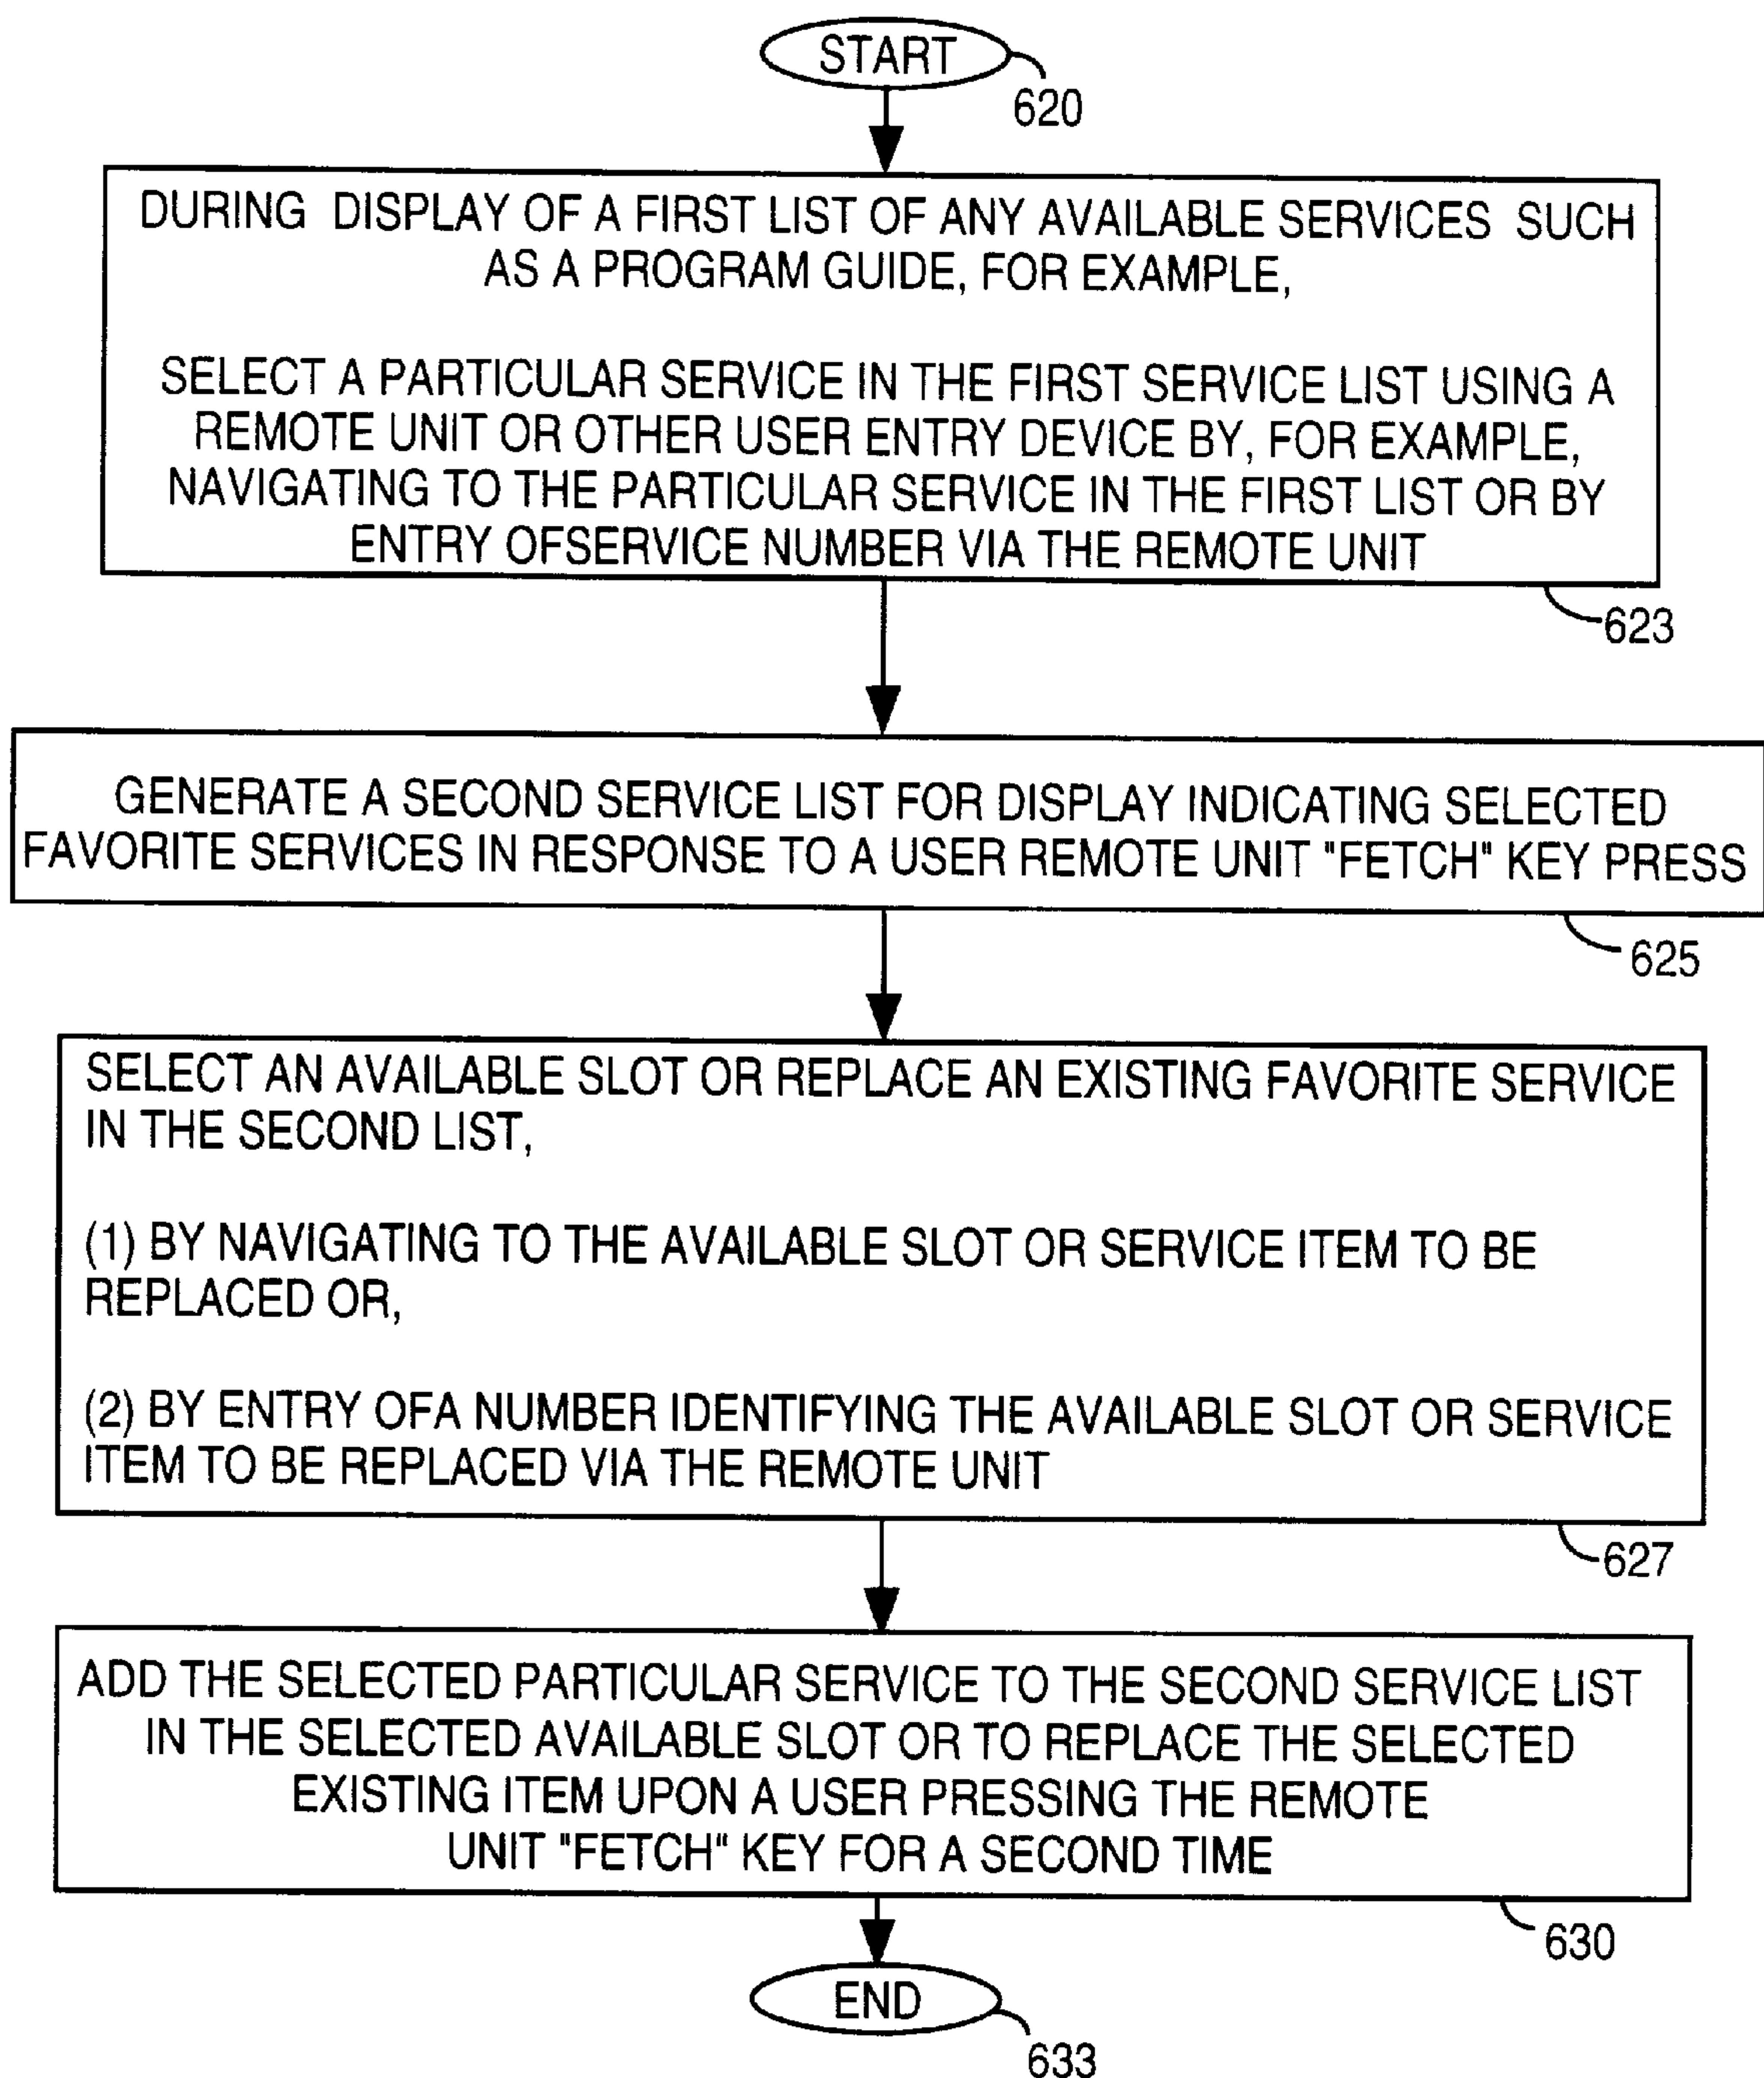 START
620
DURING DISPLAY OF A FIRST LIST OF ANY AVAILABLE SERVICES SUCH
AS A PROGRAM GUIDE, FOR EXAMPLE,
SELECT A PARTICULAR SERVICE IN THE FIRST SERVICE LIST USING A
REMOTE UNIT OR OTHER USER ENTRY DEVICE BY, FOR EXAMPLE,
NAVIGATING TO THE PARTICULAR SERVICE IN THE FIRST LIST OR BY
ENTRY OFSERVICE NUMBER VIA THE REMOTE UNIT
623
GENERATE A SECOND SERVICE LIST FOR DISPLAY INDICATING SELECTED
FAVORITE SERVICES IN RESPONSE TO A USER REMOTE UNIT "FETCH" KEY PRESS
625
SELECT AN AVAILABLE SLOT OR REPLACE AN EXISTING FAVORITE SERVICE
IN THE SECOND LIST,
(1) BY NAVIGATING TO THE AVAILABLE SLOT OR SERVICE ITEM TO BE
REPLACED OR,
(2) BY ENTRY OFA NUMBER IDENTIFYING THE AVAILABLE SLOT OR SERVICE
ITEM TO BE REPLACED VIA THE REMOTE UNIT
627
ADD THE SELECTED PARTICULAR SERVICE TO THE SECOND SERVICE LIST
IN THE SELECTED AVAILABLE SLOT OR TO REPLACE THE SELECTED
EXISTING ITEM UPON A USER PRESSING THE REMOTE
UNIT "FETCH" KEY FOR A SECOND TIME
630
END
633